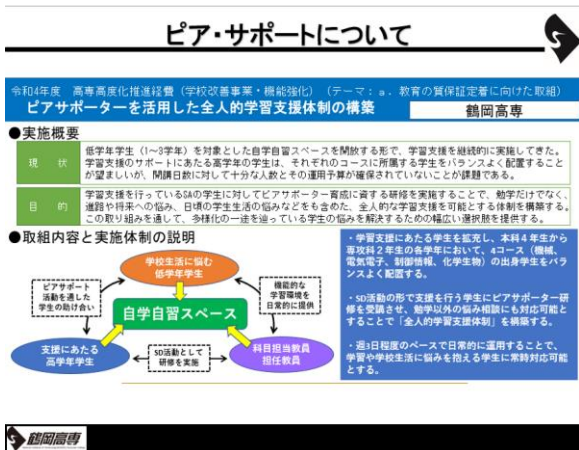 ピア・サポートについて
令和4年度 高専高度化推進経費（学校改善事業・機能強化）（テーマ：a．教育の質保証定着に向けた取組）
ピアサポーターを活用した全人的学習支援体制の構築
鶴岡高専
●実施概要
現 状
低学年学生（1～3学年）を対象とした自学自習スペースを開放する形で、学習支援を継続的に実施してきた。
学習支援のサポートにあたる高学年の学生は、それぞれのコースに所属する学生をバランスよく配置すること
が望ましいが、開講日数に対して十分な人数とその運用予算が確保されていないことが課題である。
目 的
学習支援を行っているSAの学生に対してピアサポーター育成に資する研修を実施することで、勉学だけでなく、
進路や将来への悩み、日頃の学生生活の悩みなどをも含めた、全人的な学習支援を可能とする体制を構築する。
この取り組みを通して、多様化の一途を辿っている学生の悩みを解決するための幅広い選択肢を提供する。
●取組内容と実施体制の説明
学校生活に悩む
低学年学生
ピアサポート
活動を通した
学生の助け合い
機能的な
学習環境を
日常的に提供
自学自習スペース
支援にあたる
高学年学生
SD活動として
研修を実施
科目担当教員
担任教員
・学習支援にあたる学生を拡充し、本科４年生から
専攻科２年生の各学年において、4コース（機械、
電気電子、制御情報、化学生物）の出身学生をバラ
ンスよく配置する。
・SD活動の形で支援を行う学生にピアサポーター研
修を受講させ、勉学以外の悩み相談にも対応可能と
することで「全人的学習支援体制」を構築する。
・週3日程度のペースで日常的に運用することで、
学習や学校生活に悩みを抱える学生に常時対応可能
とする。
鶴岡高専